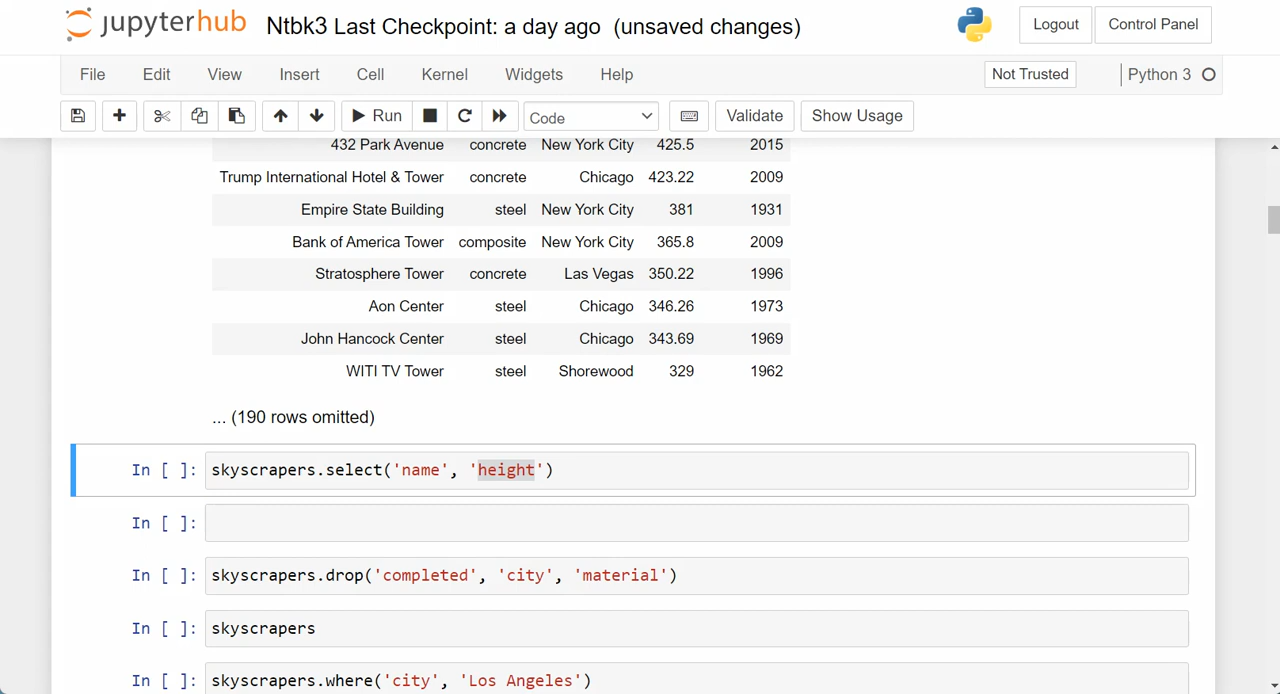 jupyterhub Ntbk3 Last Checkpoint: a day ago (unsaved changes) Logout Control Panel
File Edit View Insert Cell Kernel Widgets Help Not Trusted Python 3
Run Code Validate Show Usage
432 Park Avenue concrete New York City 425.5 2015
Trump International Hotel & Tower concrete Chicago 423.22 2009
Empire State Building steel New York City 381 1931
Bank of America Tower composite New York City 365.8 2009
Stratosphere Tower concrete Las Vegas 350.22 1996
Aon Center steel Chicago 346.26 1973
John Hancock Center steel Chicago 343.69 1969
WITI TV Tower steel Shorewood 329 1962
... (190 rows omitted)
In [ ]: skyscrapers.select('name', 'height')
In [ ]:
In [ ]: skyscrapers.drop('completed', 'city', 'material')
In [ ]: skyscrapers
In [ ]: skyscrapers.where('city', 'Los Angeles')